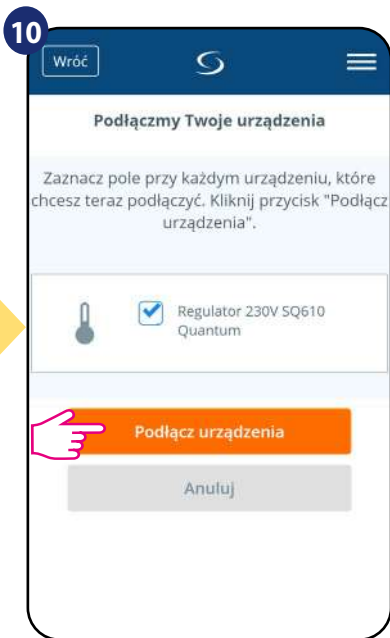 10
Wróć
Podłączmy Twoje urządzenia
Zaznacz pole przy każdym urządzeniu, które
chcesz teraz podłączyć. Kliknij przycisk "Podłącz
urządzenia".
Regulator 230V SQ610
Quantum
Podłącz urządzenia
Anuluj